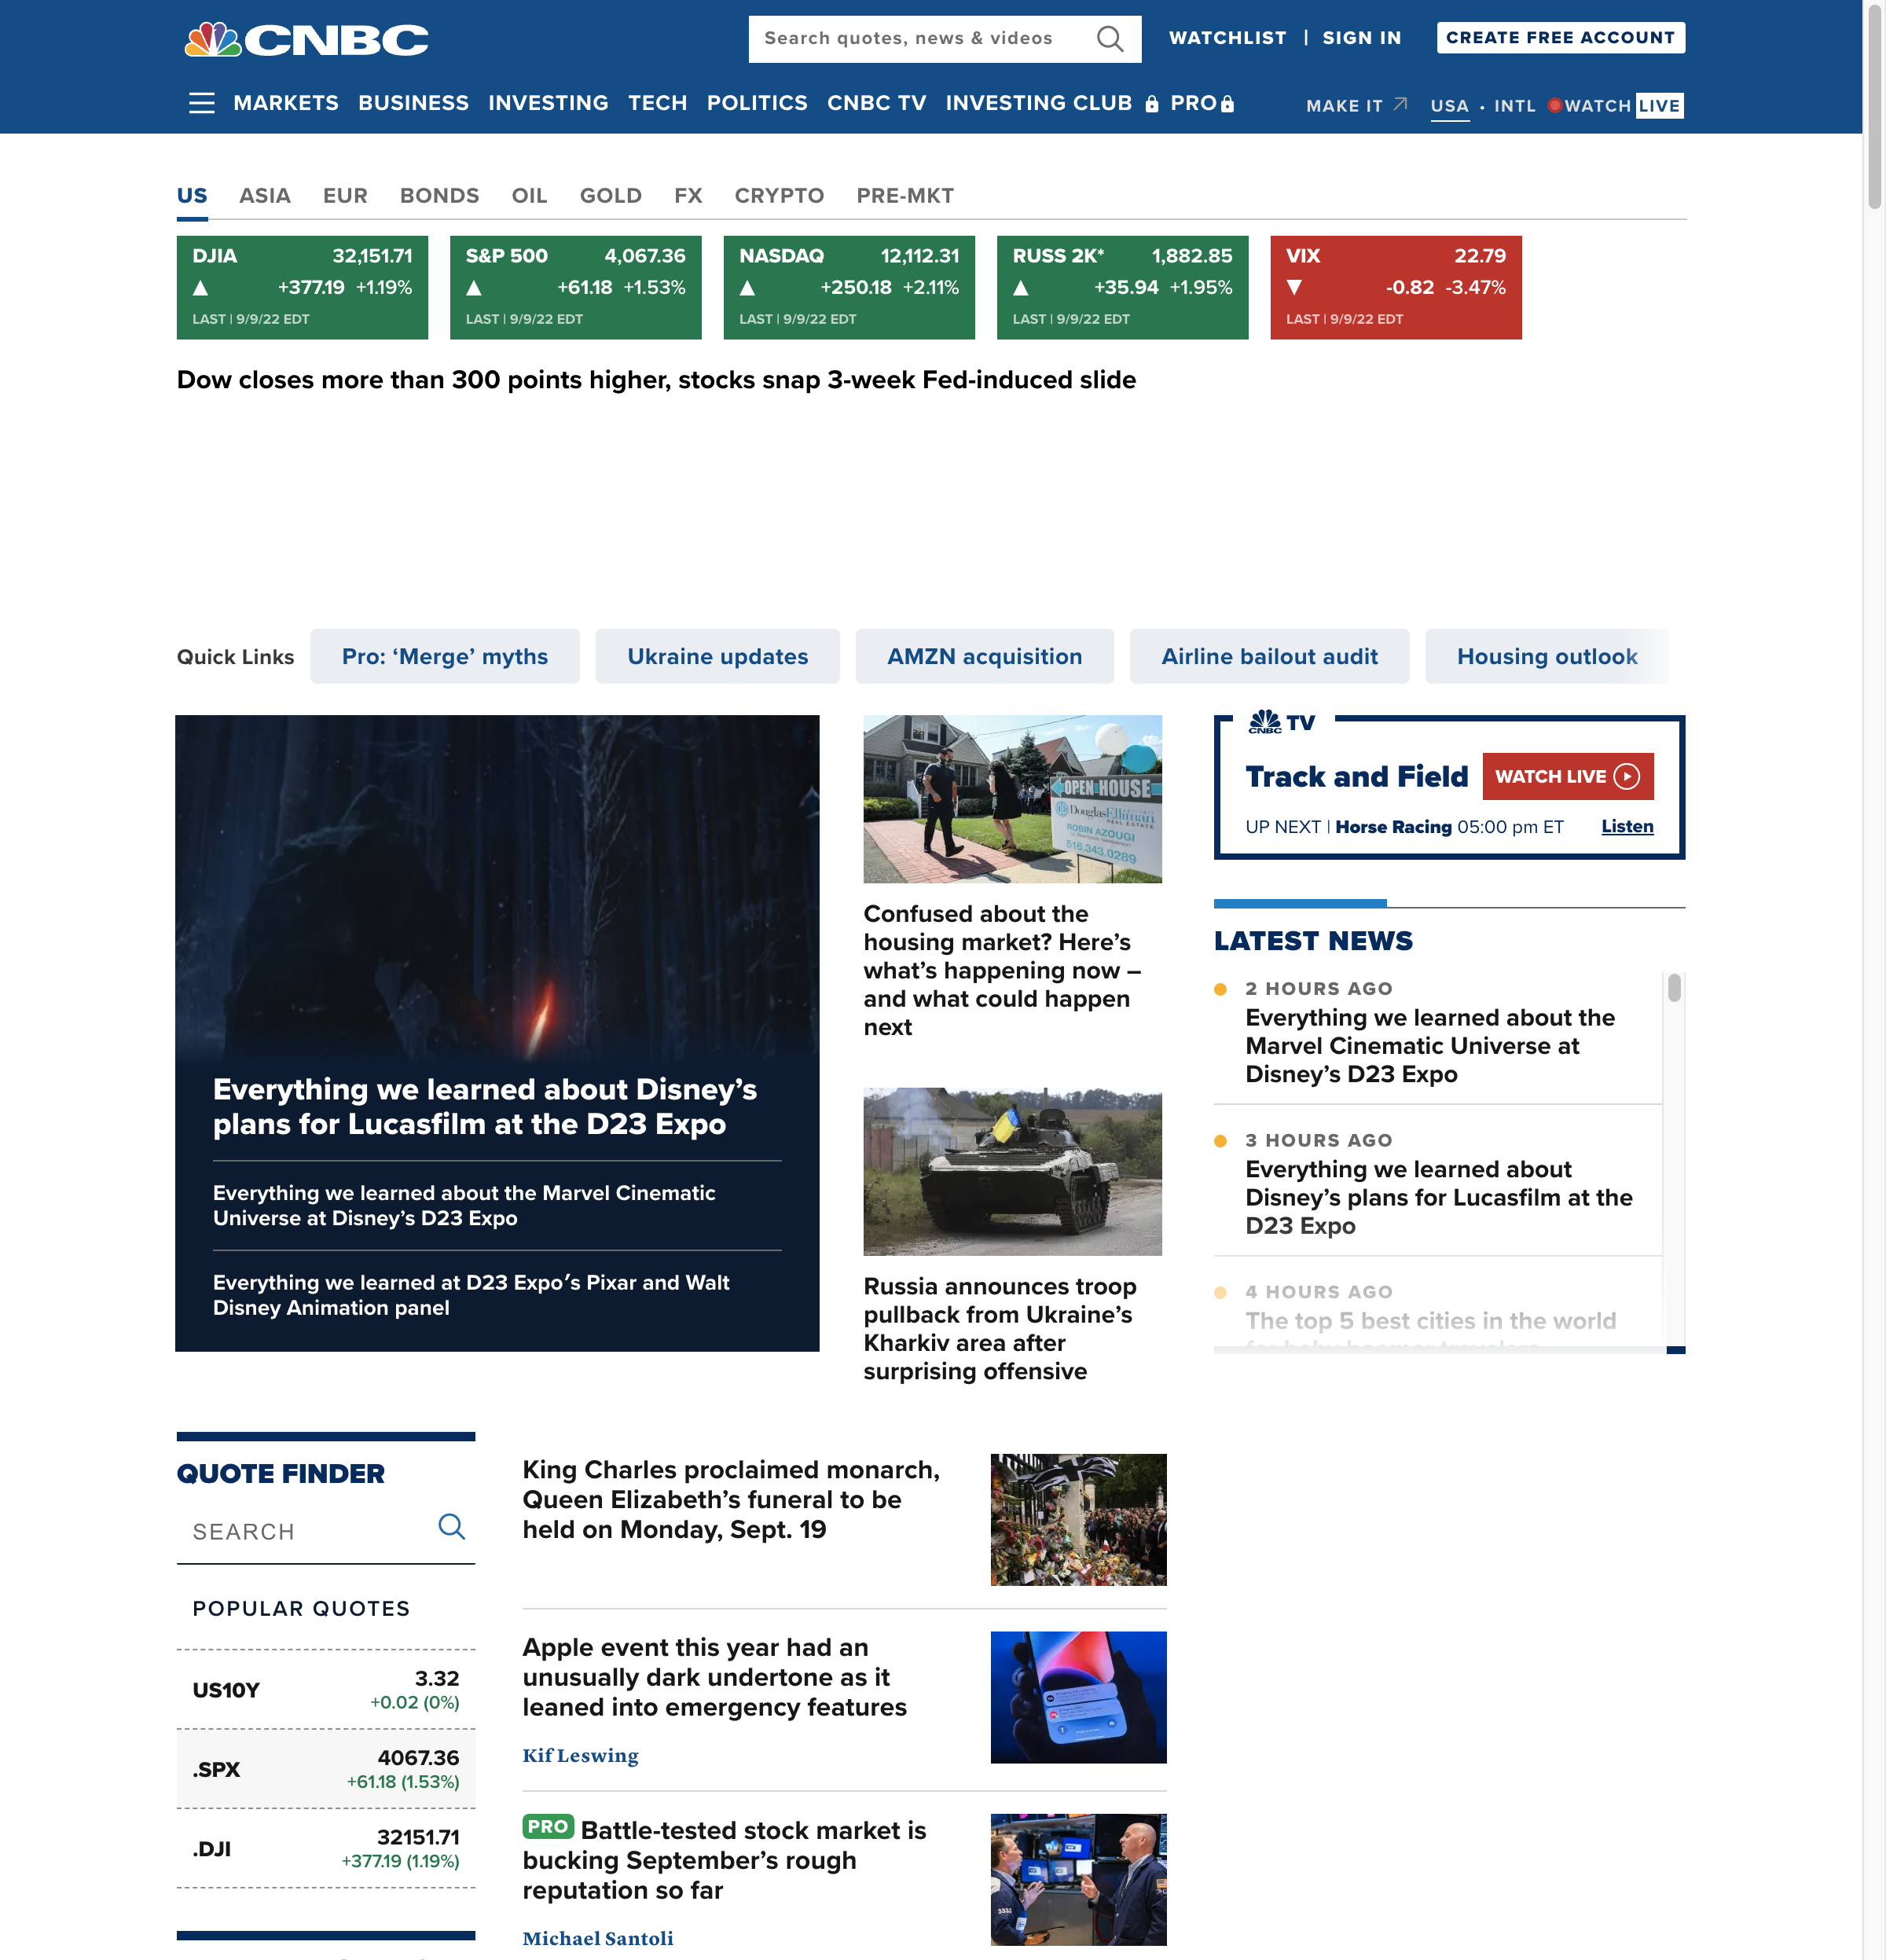 CNBC
Search quotes, news & videos
WATCHLIST | SIGN IN
CREATE FREE ACCOUNT
MARKETS BUSINESS INVESTING TECH POLITICS CNBC TV INVESTING CLUB PRO
MAKE IT USA • INTL WATCH LIVE
US ASIA EUR BONDS OIL GOLD FX CRYPTO PRE-MKT
DJIA 32,151.71
+377.19 +1.19%
LAST | 9/9/22 EDT
S&P 500 4,067.36
+61.18 +1.53%
LAST | 9/9/22 EDT
NASDAQ 12,112.31
+250.18 +2.11%
LAST | 9/9/22 EDT
RUSS 2K* 1,882.85
+35.94 +1.95%
LAST | 9/9/22 EDT
VIX 22.79
-0.82 -3.47%
LAST | 9/9/22 EDT
Dow closes more than 300 points higher, stocks snap 3-week Fed-induced slide
Quick Links
Pro: ‘Merge’ myths
Ukraine updates
AMZN acquisition
Airline bailout audit
Housing outlook
Everything we learned about Disney’s
plans for Lucasfilm at the D23 Expo
Everything we learned about the Marvel Cinematic
Universe at Disney’s D23 Expo
Everything we learned at D23 Expo’s Pixar and Walt
Disney Animation panel
OPEN HOUSE
DouglasElliman
REAL ESTATE
ROBIN AZOUGI
516.343.0289
Confused about the
housing market? Here’s
what’s happening now –
and what could happen
next
Russia announces troop
pullback from Ukraine’s
Kharkiv area after
surprising offensive
CNBC TV
Track and Field
WATCH LIVE
UP NEXT | Horse Racing 05:00 pm ET
Listen
LATEST NEWS
2 HOURS AGO
Everything we learned about the
Marvel Cinematic Universe at
Disney’s D23 Expo
3 HOURS AGO
Everything we learned about
Disney’s plans for Lucasfilm at the
D23 Expo
4 HOURS AGO
The top 5 best cities in the world
for baby boomer travelers
QUOTE FINDER
SEARCH
POPULAR QUOTES
US10Y 3.32
+0.02 (0%)
.SPX 4067.36
+61.18 (1.53%)
.DJI 32151.71
+377.19 (1.19%)
King Charles proclaimed monarch,
Queen Elizabeth’s funeral to be
held on Monday, Sept. 19
Apple event this year had an
unusually dark undertone as it
leaned into emergency features
Kif Leswing
PRO Battle-tested stock market is
bucking September’s rough
reputation so far
Michael Santoli